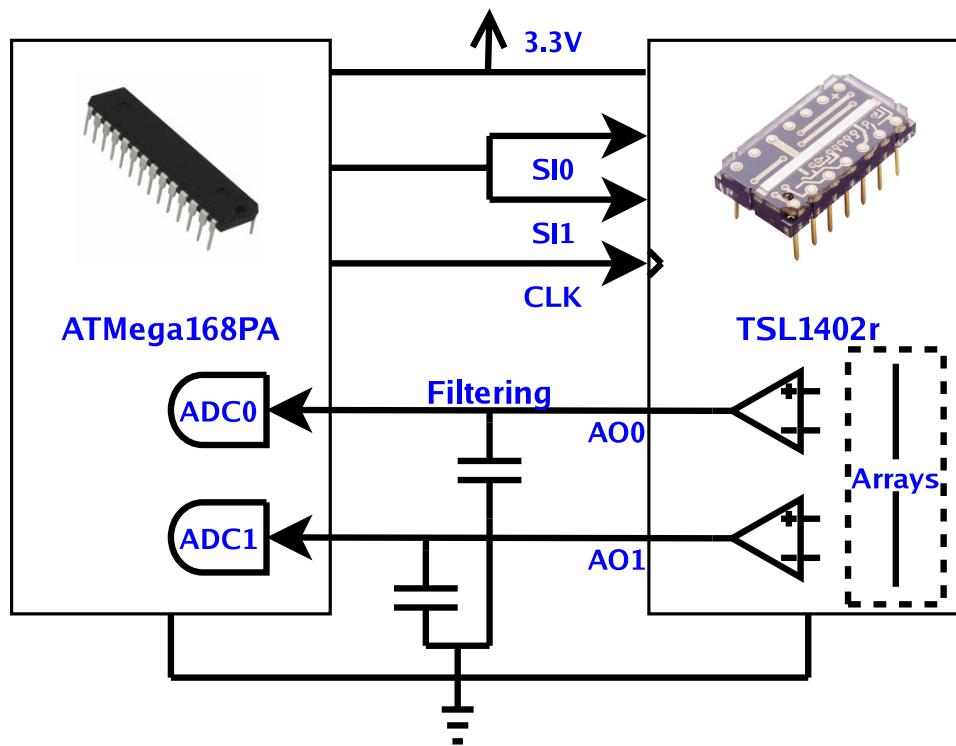 3.3V
SI0
SI1
CLK
ATMega168PA
TSL1402r
Filtering
ADC0
AO0
Arrays
ADC1
AO1